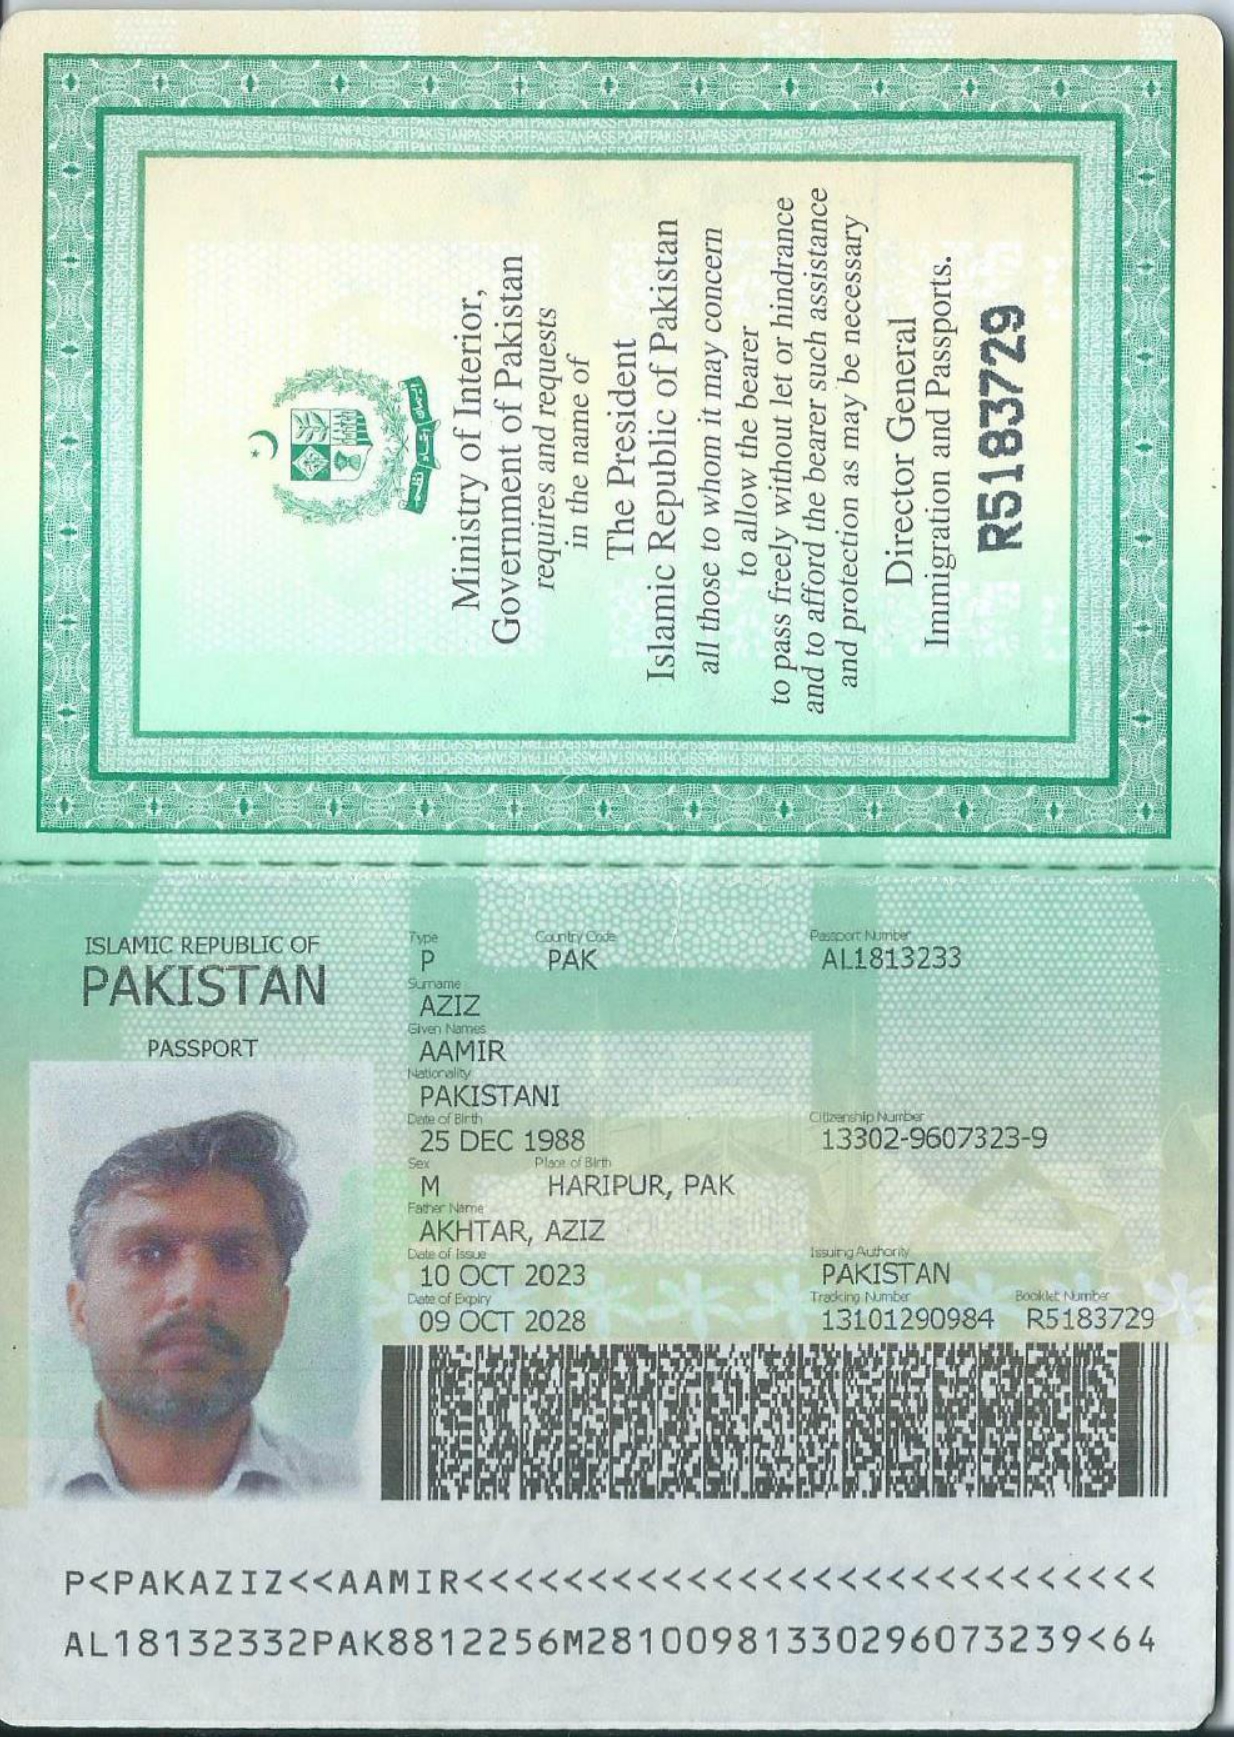 Ministry of Interior,
Government of Pakistan
requires and requests
in the name of
The President
Islamic Republic of Pakistan
all those to whom it may concern
to allow the bearer
to pass freely without let or hindrance
and to afford the bearer such assistance
and protection as may be necessary
Director General
Immigration and Passports.
R5183729
ISLAMIC REPUBLIC OF
PAKISTAN
PASSPORT
Type Country Code Passport Number
P PAK AL1813233
Surname
AZIZ
Given Names
AAMIR
Nationality
PAKISTANI
Date of Birth Citizenship Number
25 DEC 1988 13302-9607323-9
Sex Place of Birth
M HARIPUR, PAK
Father Name
AKHTAR, AZIZ
Date of Issue Issuing Authority
10 OCT 2023 PAKISTAN
Date of Expiry Tracking Number Booklet Number
09 OCT 2028 13101290984 R5183729
P<PAKAZIZ<<AAMIR<<<<<<<<<<<<<<<<<<<<<<<<<<<<
AL18132332PAK8812256M28100981330296073239<64